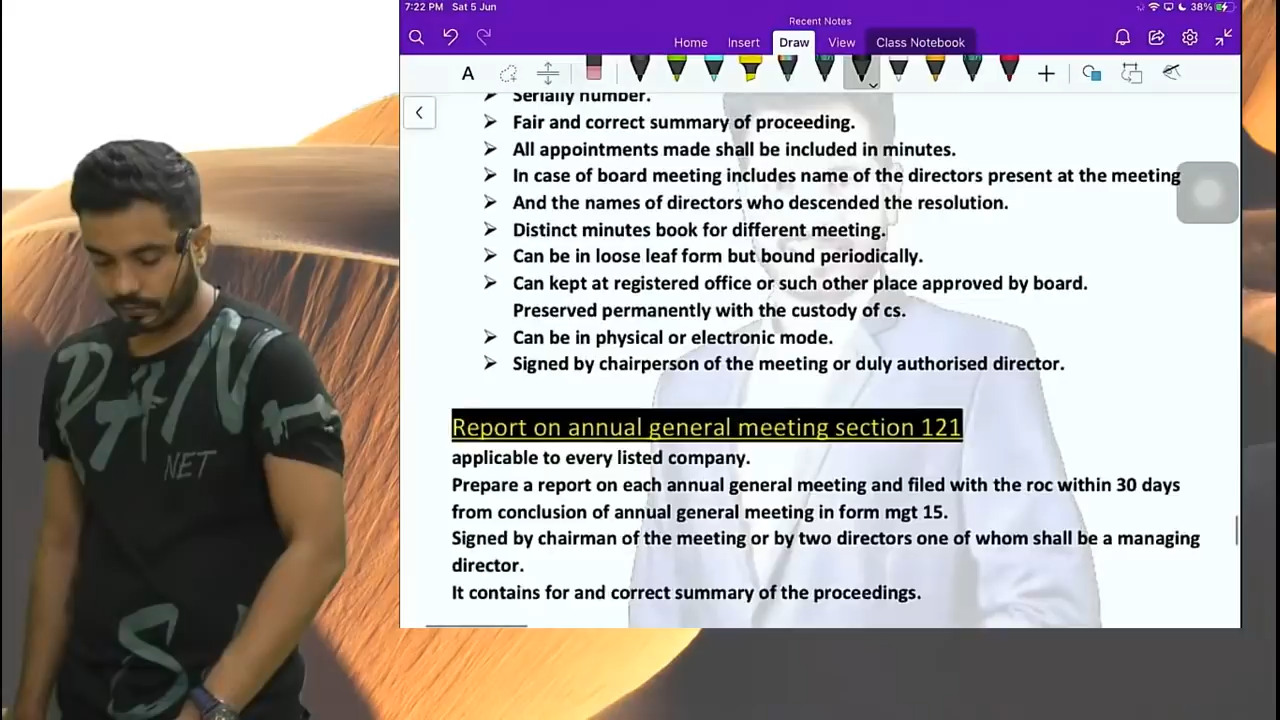 7:22 PM Sat 5 Jun
38%
Recent Notes
Home Insert Draw View Class Notebook
A
Serially number.
Fair and correct summary of proceeding.
All appointments made shall be included in minutes.
In case of board meeting includes name of the directors present at the meeting
And the names of directors who descended the resolution.
Distinct minutes book for different meeting.
Can be in loose leaf form but bound periodically.
Can kept at registered office or such other place approved by board.
Preserved permanently with the custody of cs.
Can be in physical or electronic mode.
Signed by chairperson of the meeting or duly authorised director.
Report on annual general meeting section 121
applicable to every listed company.
Prepare a report on each annual general meeting and filed with the roc within 30 days
from conclusion of annual general meeting in form mgt 15.
Signed by chairman of the meeting or by two directors one of whom shall be a managing
director.
It contains for and correct summary of the proceedings.
NET